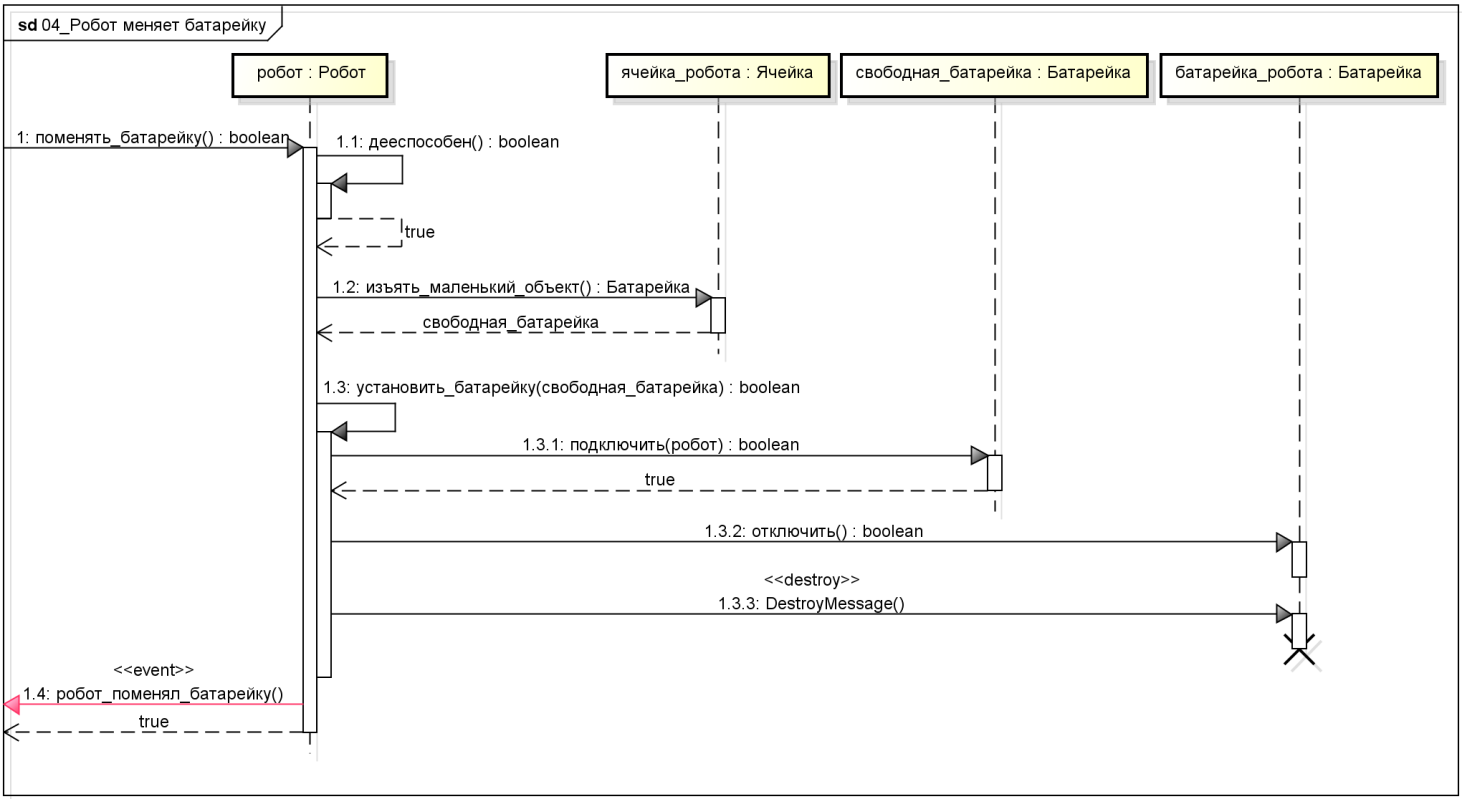 sd 04_Робот меняет батарейку
робот : Робот
ячейка_робота : Ячейка
свободная_батарейка : Батарейка
батарейка_робота : Батарейка
1: поменять_батарейку() : boolean
1.1: дееспособен() : boolean
true
1.2: изъять_маленький_объект() : Батарейка
свободная_батарейка
1.3: установить_батарейку(свободная_батарейка) : boolean
1.3.1: подключить(робот) : boolean
true
1.3.2: отключить() : boolean
<<destroy>>
1.3.3: DestroyMessage()
<<event>>
1.4: робот_поменял_батарейку()
true